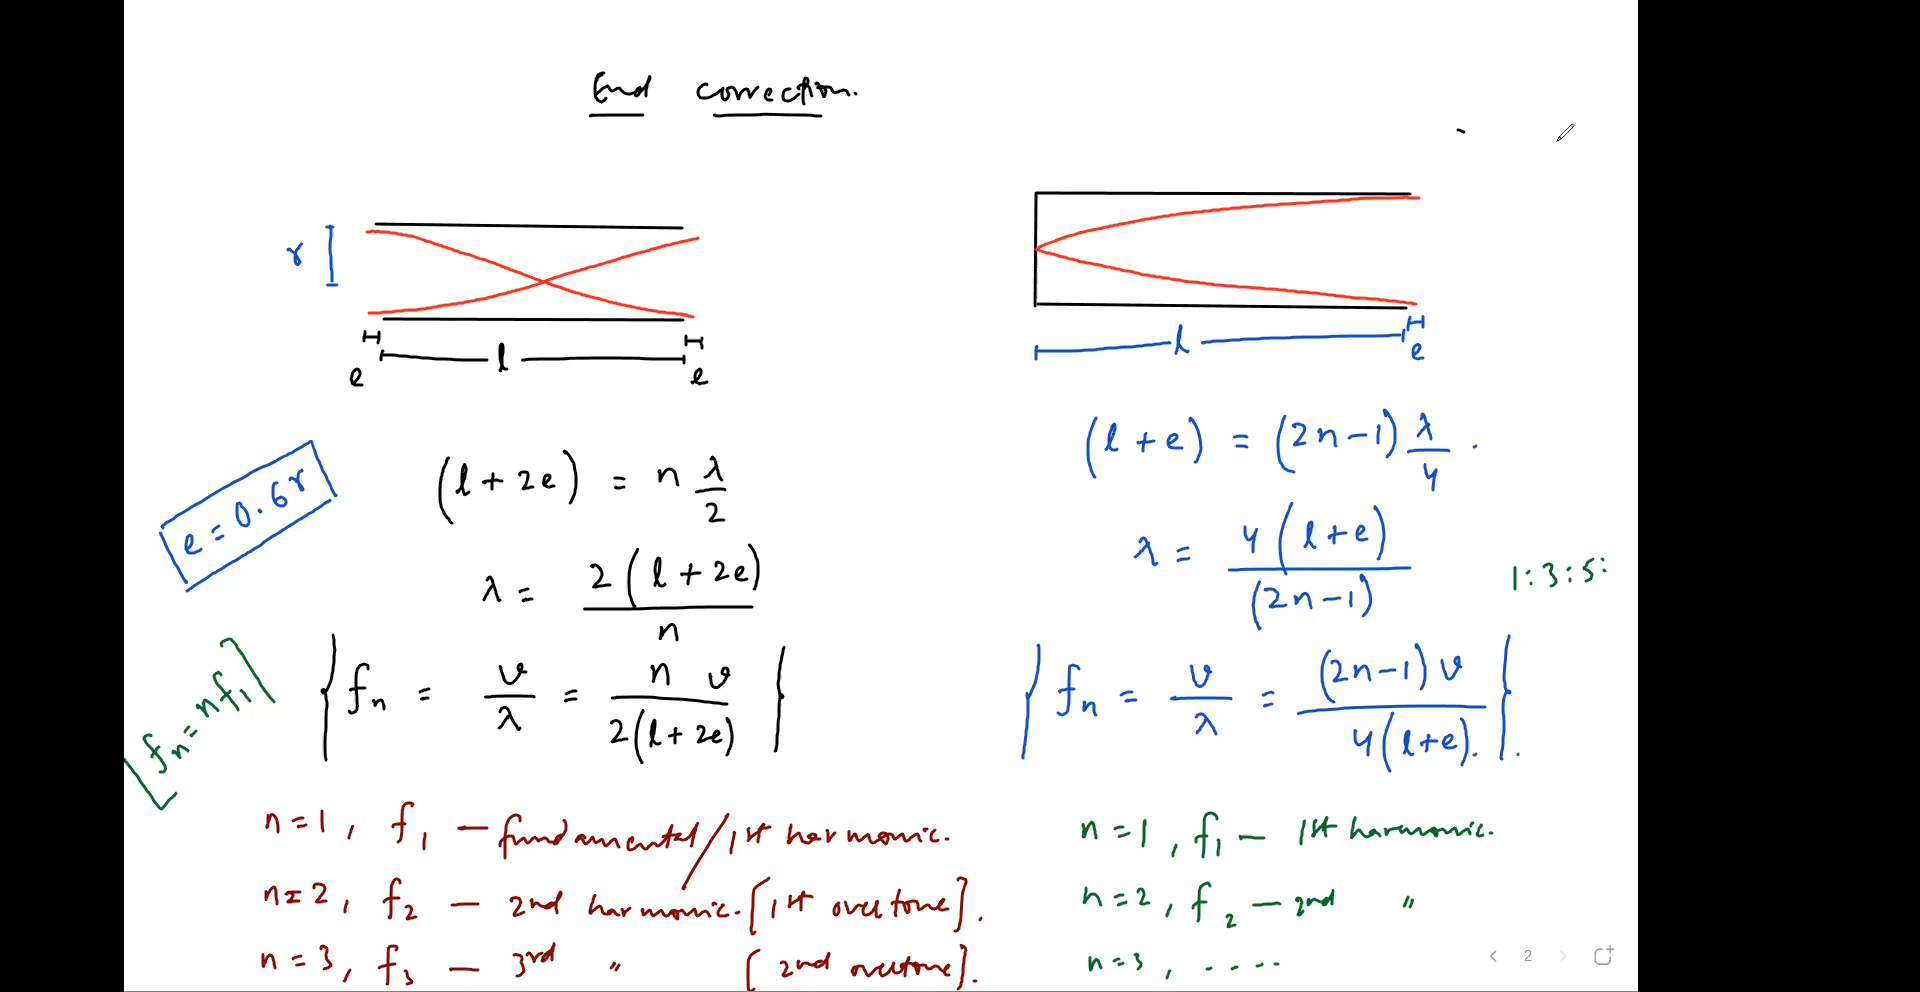 End correction.
r
e l e
l e
(l + 2e) = n λ/2
e = 0.6r
λ = 2(l + 2e)/n
{ fn = v/λ = n v/2(l + 2e) }
[fn = nf1]
n = 1, f1 — fundamental/1st harmonic.
n = 2, f2 — 2nd harmonic. [1st overtone].
n = 3, f3 — 3rd " [2nd overtone].
(l + e) = (2n-1) λ/4 .
λ = 4(l + e)/(2n-1)
1:3:5:
{ fn = v/λ = (2n-1) v/4(l+e). }.
n = 1, f1 — 1st harmonic.
n = 2, f2 — 2nd "
n = 3, ....
< 2 >